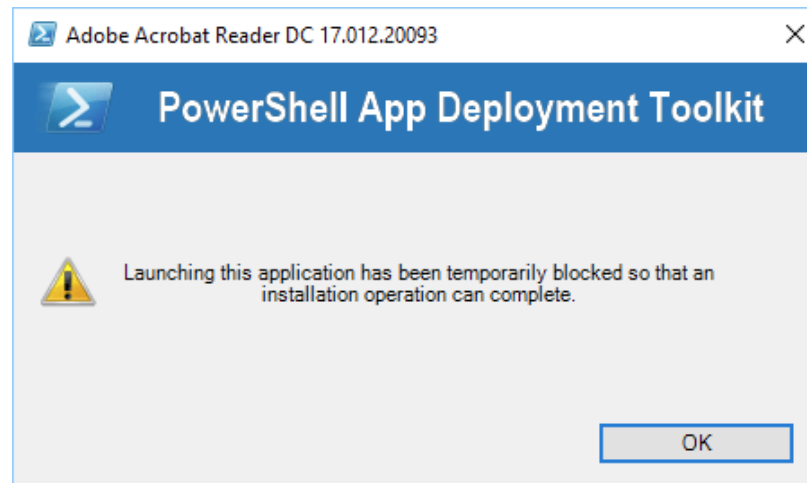 Adobe Acrobat Reader DC 17.012.20093
PowerShell App Deployment Toolkit
Launching this application has been temporarily blocked so that an
installation operation can complete.
OK